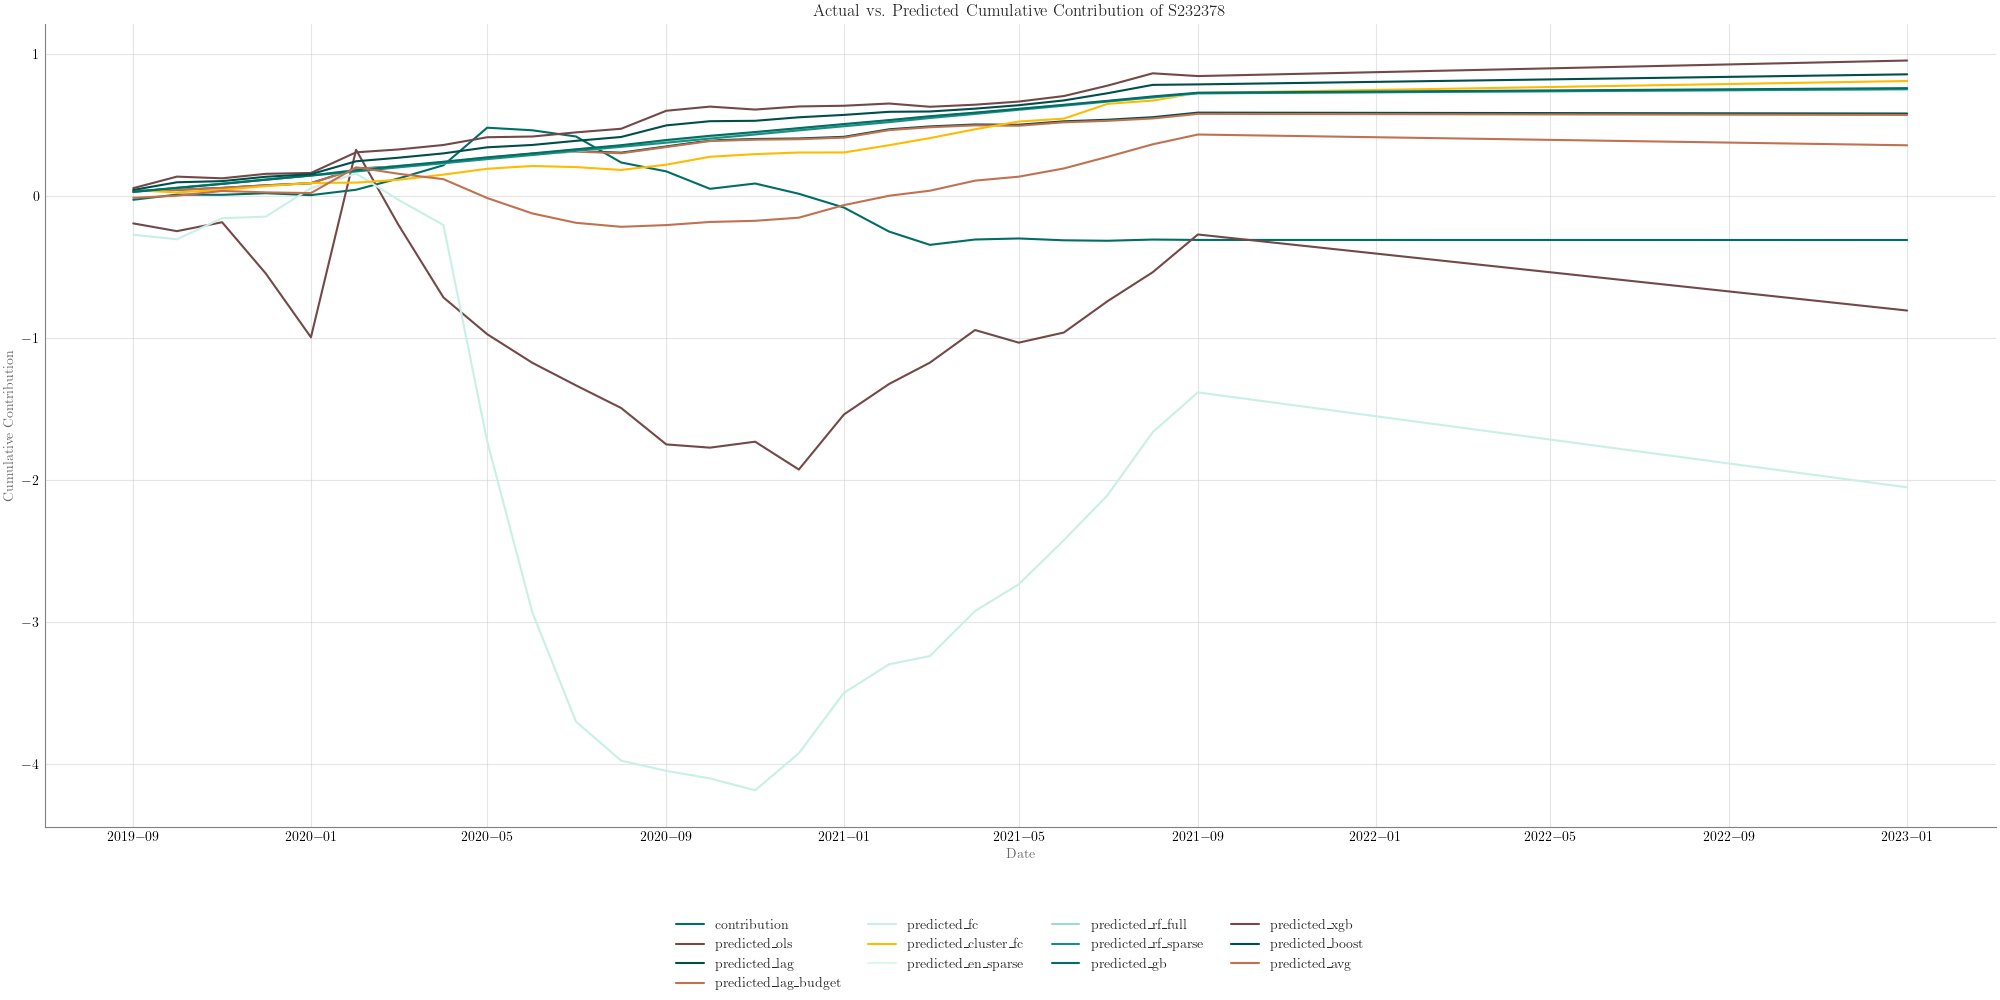 Actual vs. Predicted Cumulative Contribution of S232378
1
0
−1
−2
−3
−4
Cumulative Contribution
2019−09 2020−01 2020−05 2020−09 2021−01 2021−05 2021−09 2022−01 2022−05 2022−09 2023−01
Date
contribution predicted_fc predicted_rf_full predicted_xgb
predicted_ols predicted_cluster_fc predicted_rf_sparse predicted_boost
predicted_lag predicted_en_sparse predicted_gb predicted_avg
predicted_lag_budget